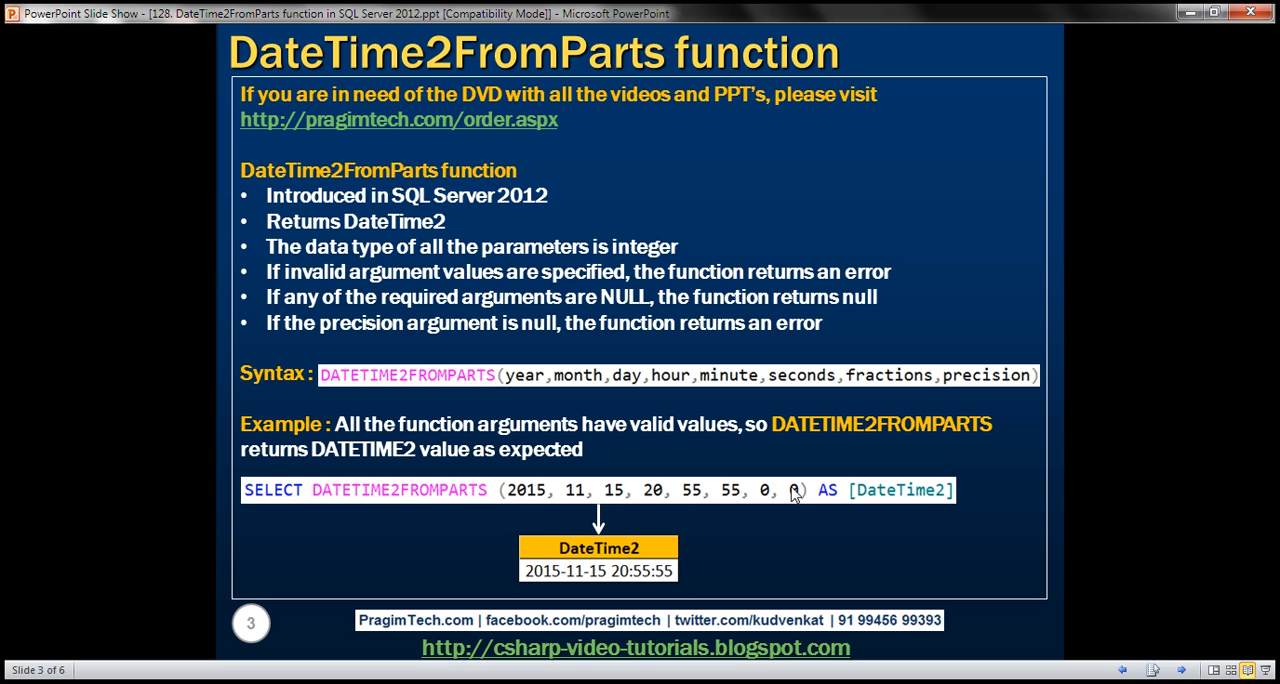 PowerPoint Slide Show - [128. DateTime2FromParts function in SQL Server 2012.ppt [Compatibility Mode]] - Microsoft PowerPoint
DateTime2FromParts function
If you are in need of the DVD with all the videos and PPT's, please visit
http://pragimtech.com/order.aspx
DateTime2FromParts function
• Introduced in SQL Server 2012
• Returns DateTime2
• The data type of all the parameters is integer
• If invalid argument values are specified, the function returns an error
• If any of the required arguments are NULL, the function returns null
• If the precision argument is null, the function returns an error
Syntax : DATETIME2FROMPARTS(year,month,day,hour,minute,seconds,fractions,precision)
Example : All the function arguments have valid values, so DATETIME2FROMPARTS
returns DATETIME2 value as expected
SELECT DATETIME2FROMPARTS (2015, 11, 15, 20, 55, 55, 0, 0) AS [DateTime2]
DateTime2
2015-11-15 20:55:55
3
PragimTech.com | facebook.com/pragimtech | twitter.com/kudvenkat | 91 99456 99393
http://csharp-video-tutorials.blogspot.com
Slide 3 of 6